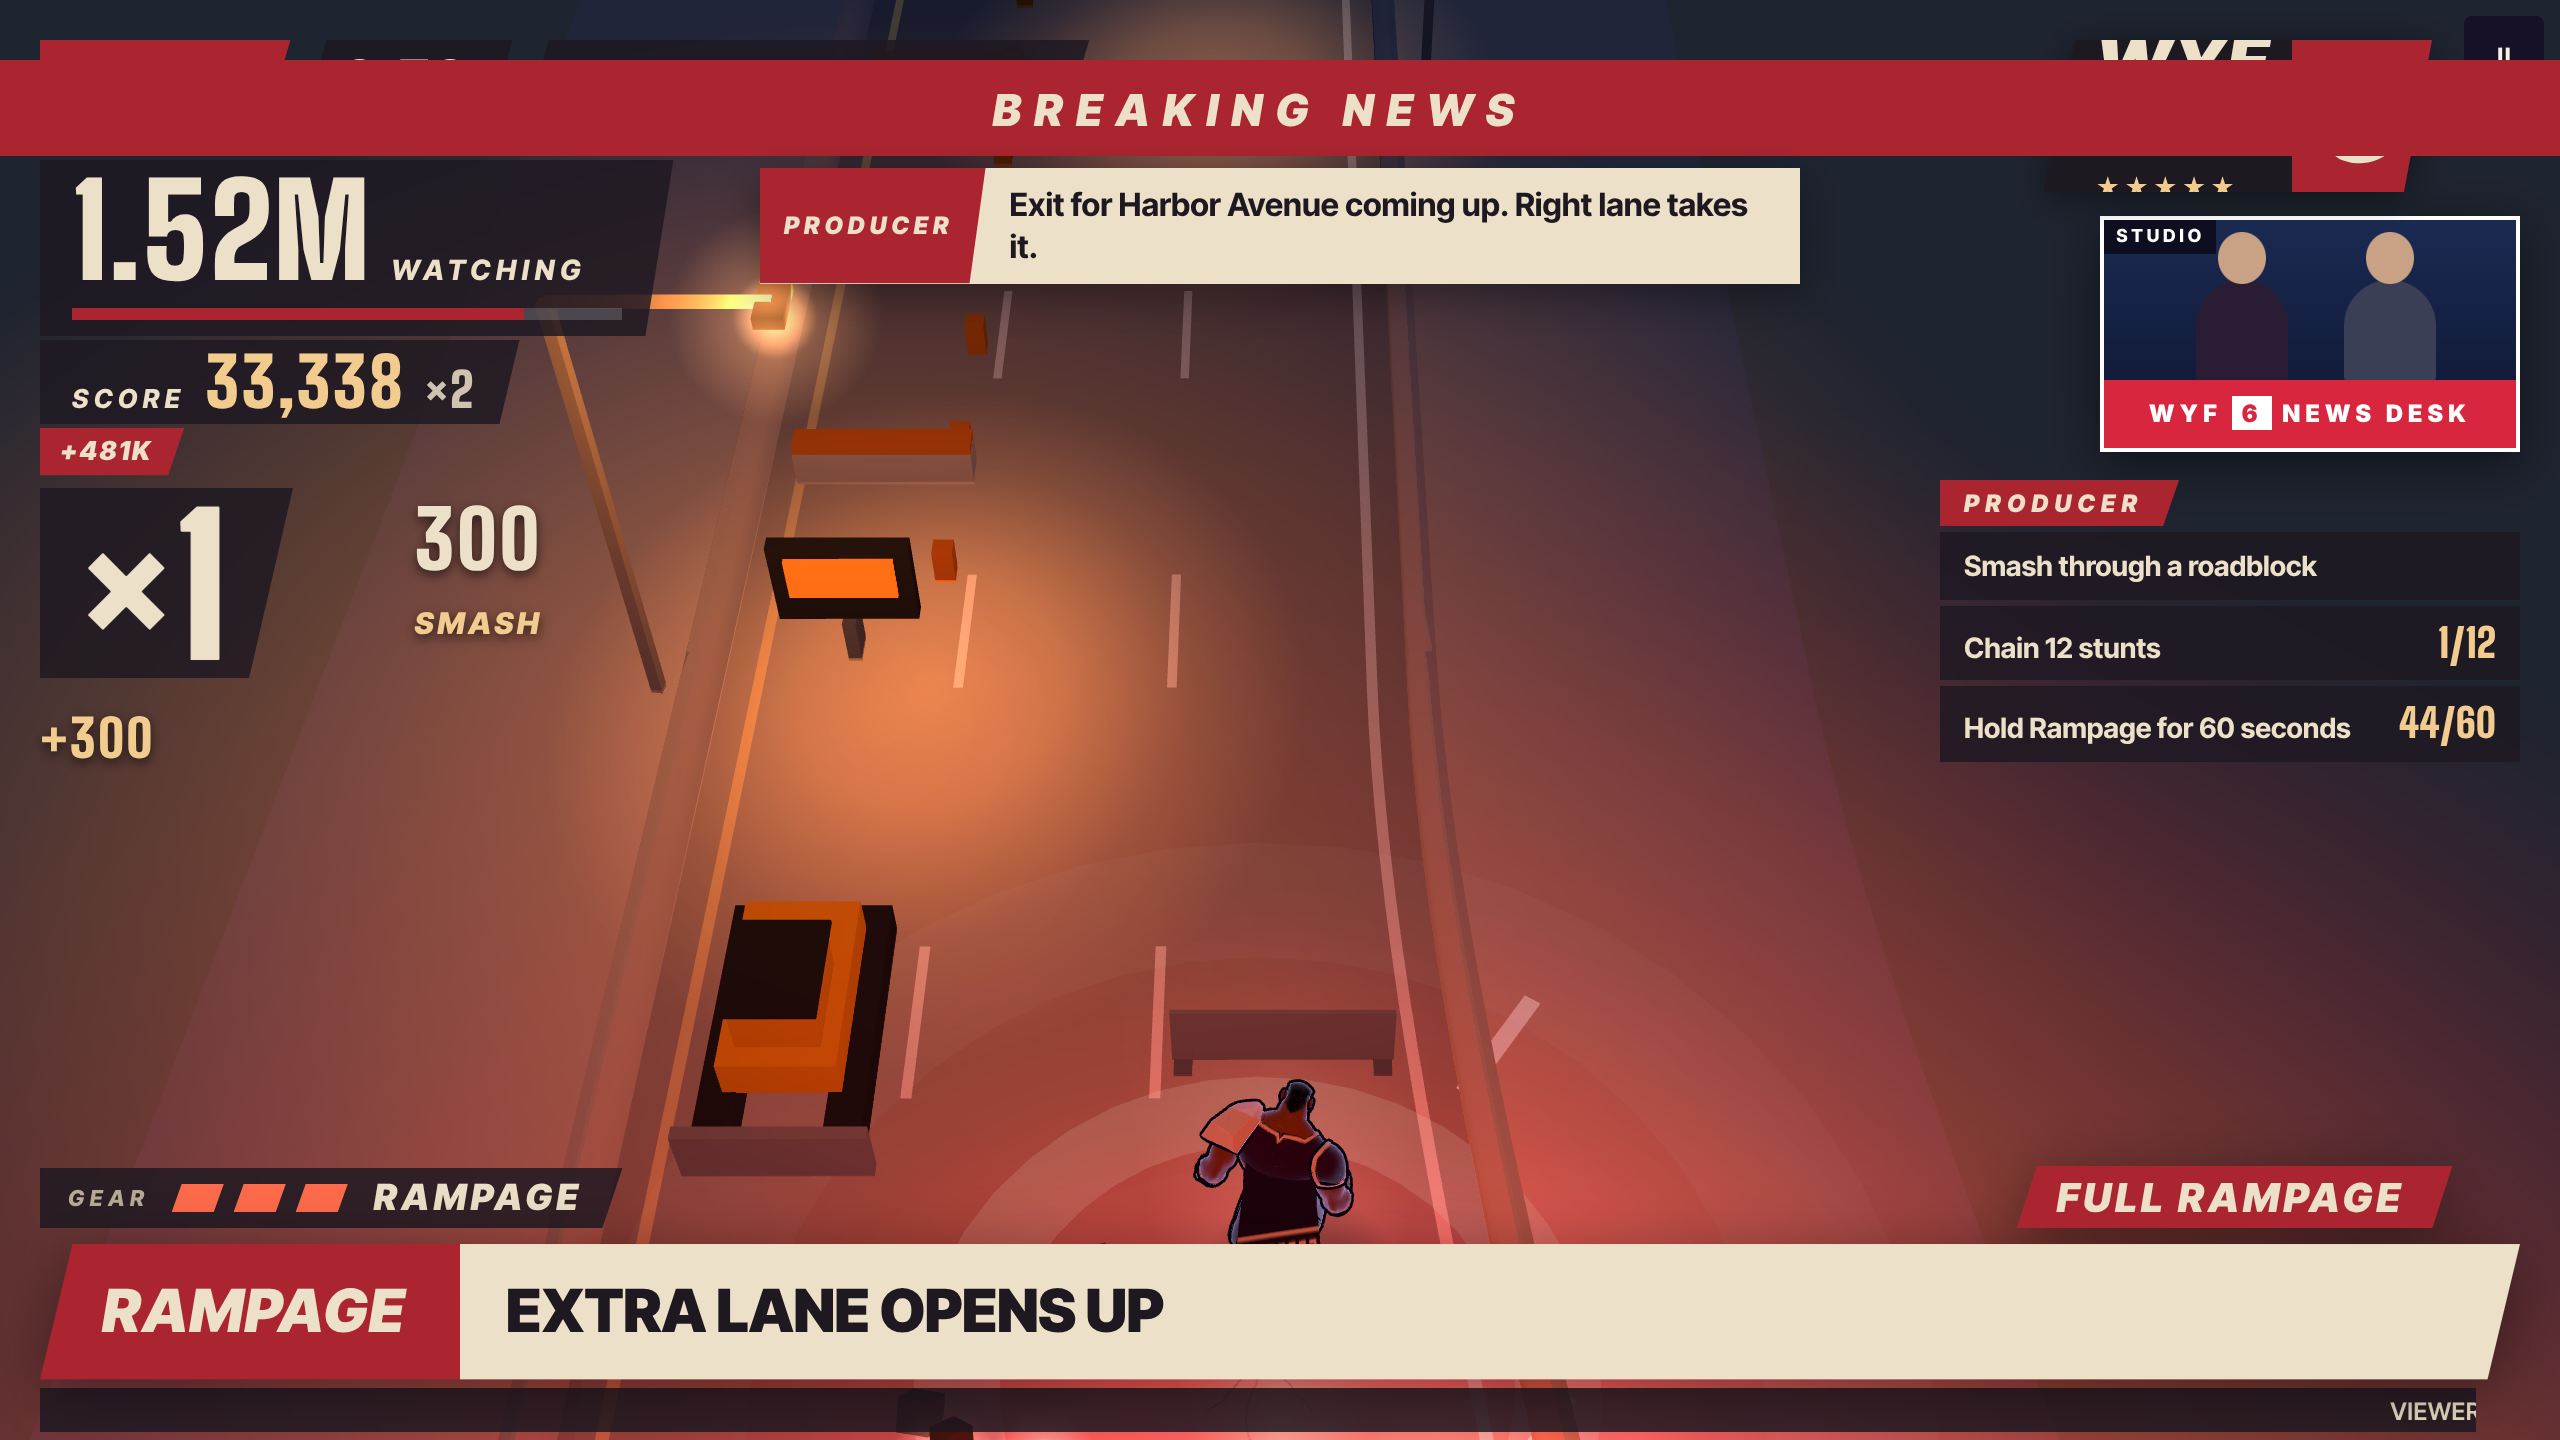 WYF
BREAKING NEWS
★★★★★
1.52M WATCHING
PRODUCER
Exit for Harbor Avenue coming up. Right lane takes
it.
STUDIO
SCORE 33,338 ×2
WYF 6 NEWS DESK
+481K
×1
300
SMASH
+300
PRODUCER
Smash through a roadblock
Chain 12 stunts 1/12
Hold Rampage for 60 seconds 44/60
GEAR RAMPAGE
FULL RAMPAGE
RAMPAGE
EXTRA LANE OPENS UP
VIEWER